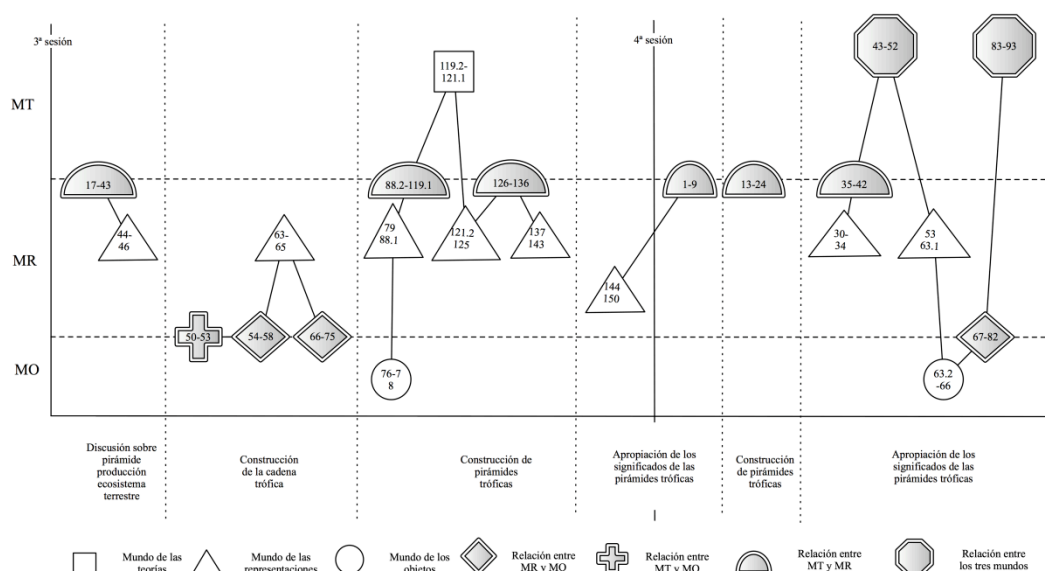 3ª sesión
4ª sesión
MT
MR
MO
119.2-
121.1
43-52
83-93
17-43
88.2-119.1
126-136
1-9
13-24
35-42
44-
46
63-
65
79
88.1
121.2
125
137
143
144
150
30-
34
53
63.1
50-53
54-58
66-75
76-7
8
63.2
-66
67-82
Discusión sobre
pirámide
producción
ecosistema
terrestre
Construcción
de la cadena
trófica
Construcción de
pirámides
tróficas
Apropiación de los
significados de las
pirámides tróficas
Construcción
de pirámides
tróficas
Apropiación de los
significados de las
pirámides tróficas
Mundo de las
teorías
Mundo de las
representaciones
Mundo de los
objetos
Relación entre
MR y MO
Relación entre
MT y MO
Relación entre
MT y MR
Relación entre
los tres mundos